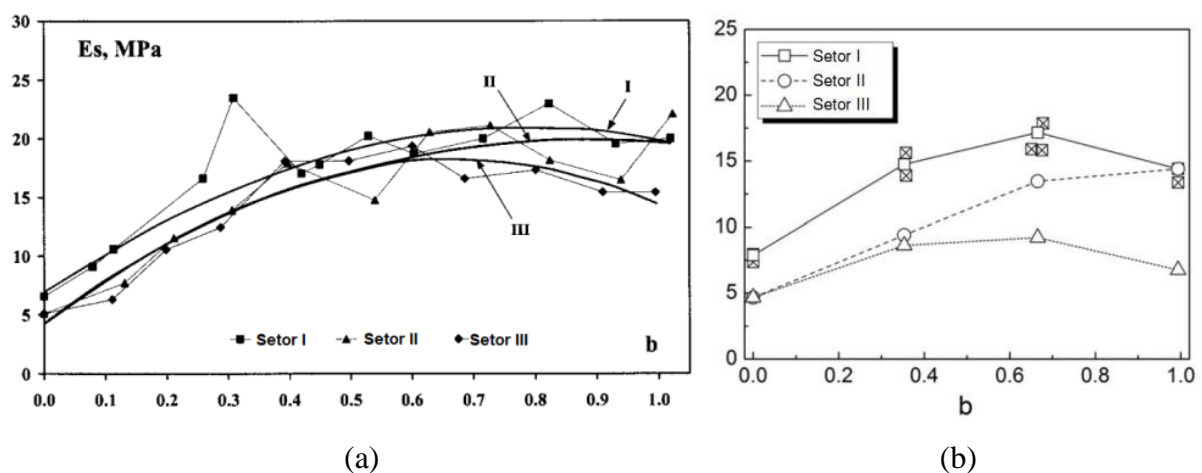 30
25
20
15
10
5
0
Es, MPa
II
I
III
Setor I
Setor II
Setor III
b
0.0 0.1 0.2 0.3 0.4 0.5 0.6 0.7 0.8 0.9 1.0
(a)
25
20
15
10
5
0
Setor I
Setor II
Setor III
0.0 0.2 0.4 0.6 0.8 1.0
b
(b)